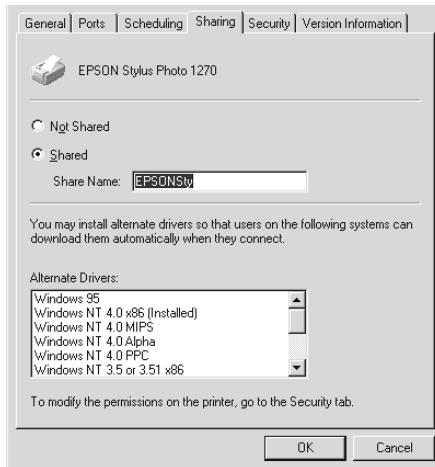 General Ports Scheduling Sharing Security Version Information
EPSON Stylus Photo 1270
Not Shared
Shared
Share Name: EPSONSty
You may install alternate drivers so that users on the following systems can
download them automatically when they connect.
Alternate Drivers:
Windows 95
Windows NT 4.0 x86 (Installed)
Windows NT 4.0 MIPS
Windows NT 4.0 Alpha
Windows NT 4.0 PPC
Windows NT 3.5 or 3.51 x86
To modify the permissions on the printer, go to the Security tab.
OK Cancel